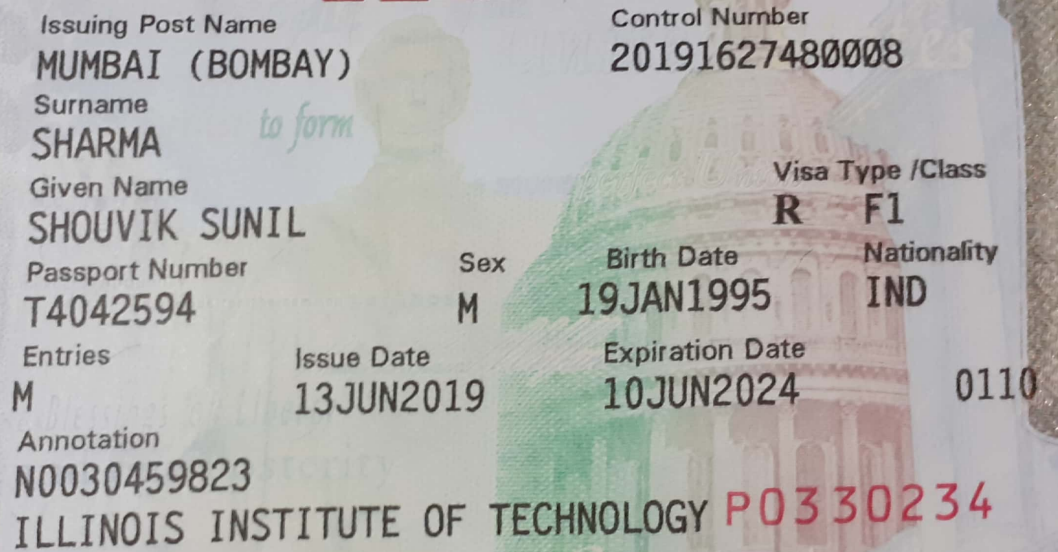 Issuing Post Name Control Number
MUMBAI (BOMBAY) 20191627480008
Surname
SHARMA
to form
Given Name Visa Type /Class
SHOUVIK SUNIL R F1
Passport Number Sex Birth Date Nationality
T4042594 M 19JAN1995 IND
Entries Issue Date Expiration Date
M 13JUN2019 10JUN2024 0110
Annotation
N0030459823
ILLINOIS INSTITUTE OF TECHNOLOGY P0330234